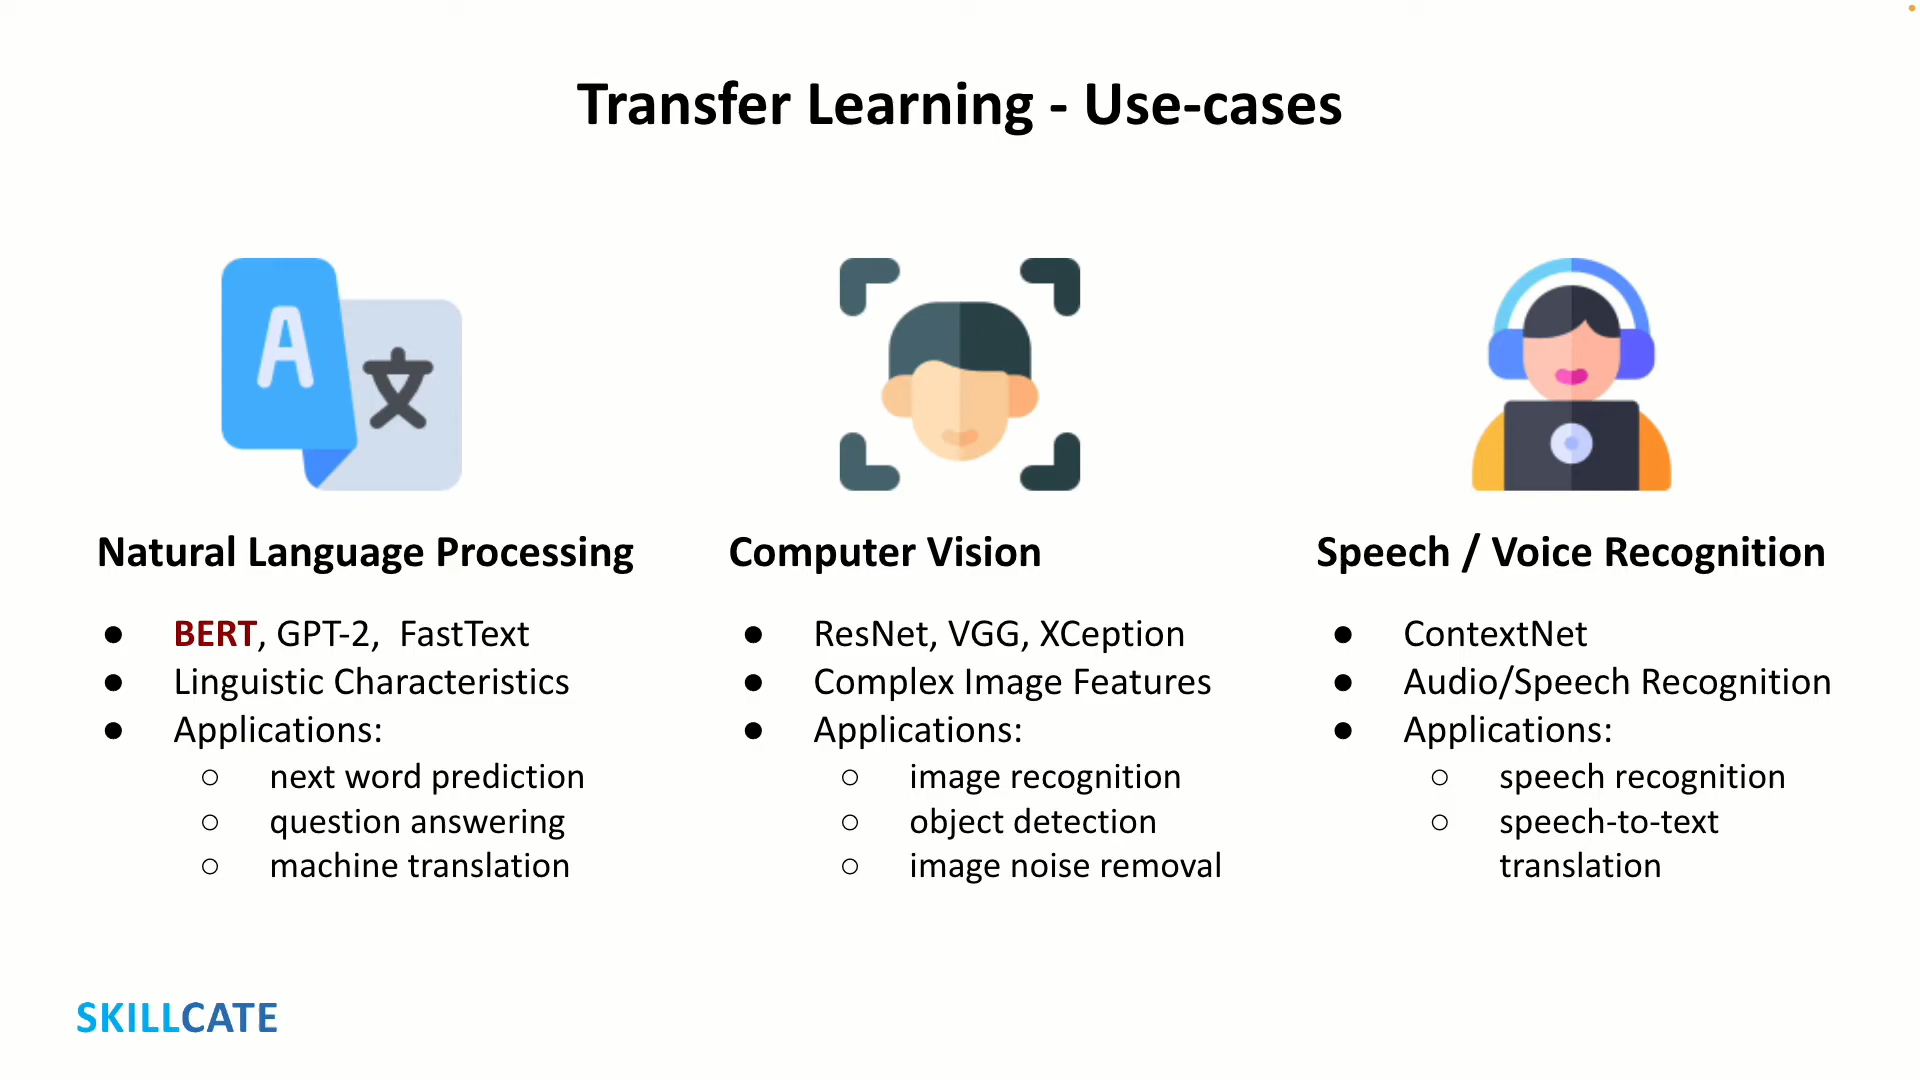 Transfer Learning - Use-cases
A
文
Natural Language Processing
● BERT, GPT-2, FastText
● Linguistic Characteristics
● Applications:
○ next word prediction
○ question answering
○ machine translation
Computer Vision
● ResNet, VGG, XCeption
● Complex Image Features
● Applications:
○ image recognition
○ object detection
○ image noise removal
Speech / Voice Recognition
● ContextNet
● Audio/Speech Recognition
● Applications:
○ speech recognition
○ speech-to-text
translation
SKILLCATE